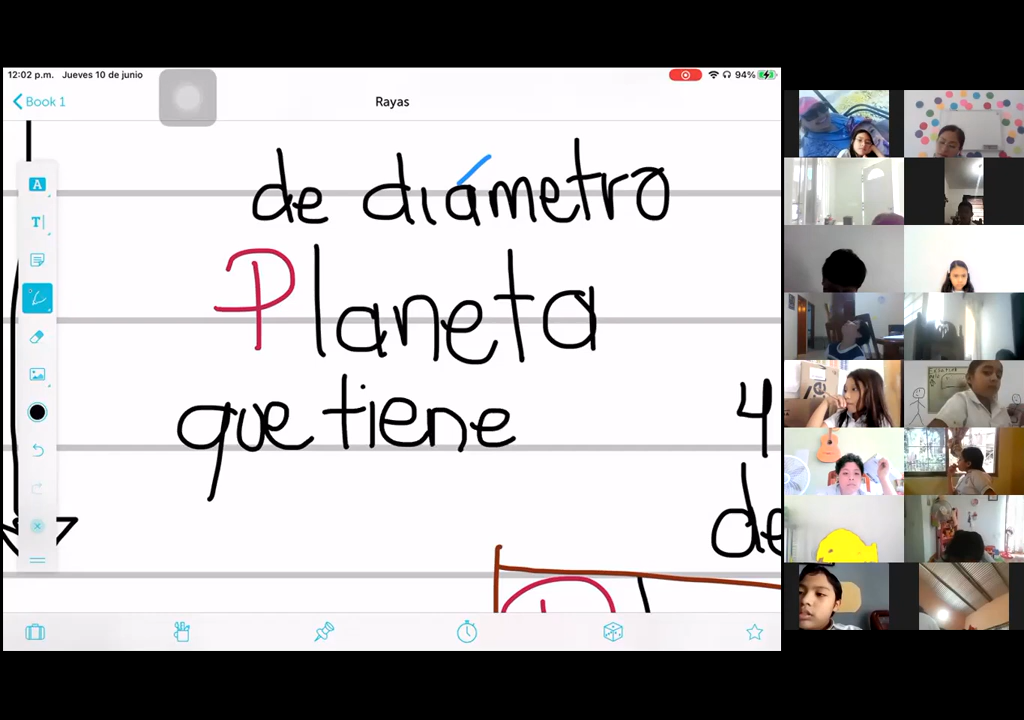 12:02 p.m. Jueves 10 de junio
94%
Book 1
Rayas
de diámetro
Planeta
que tiene
4
de